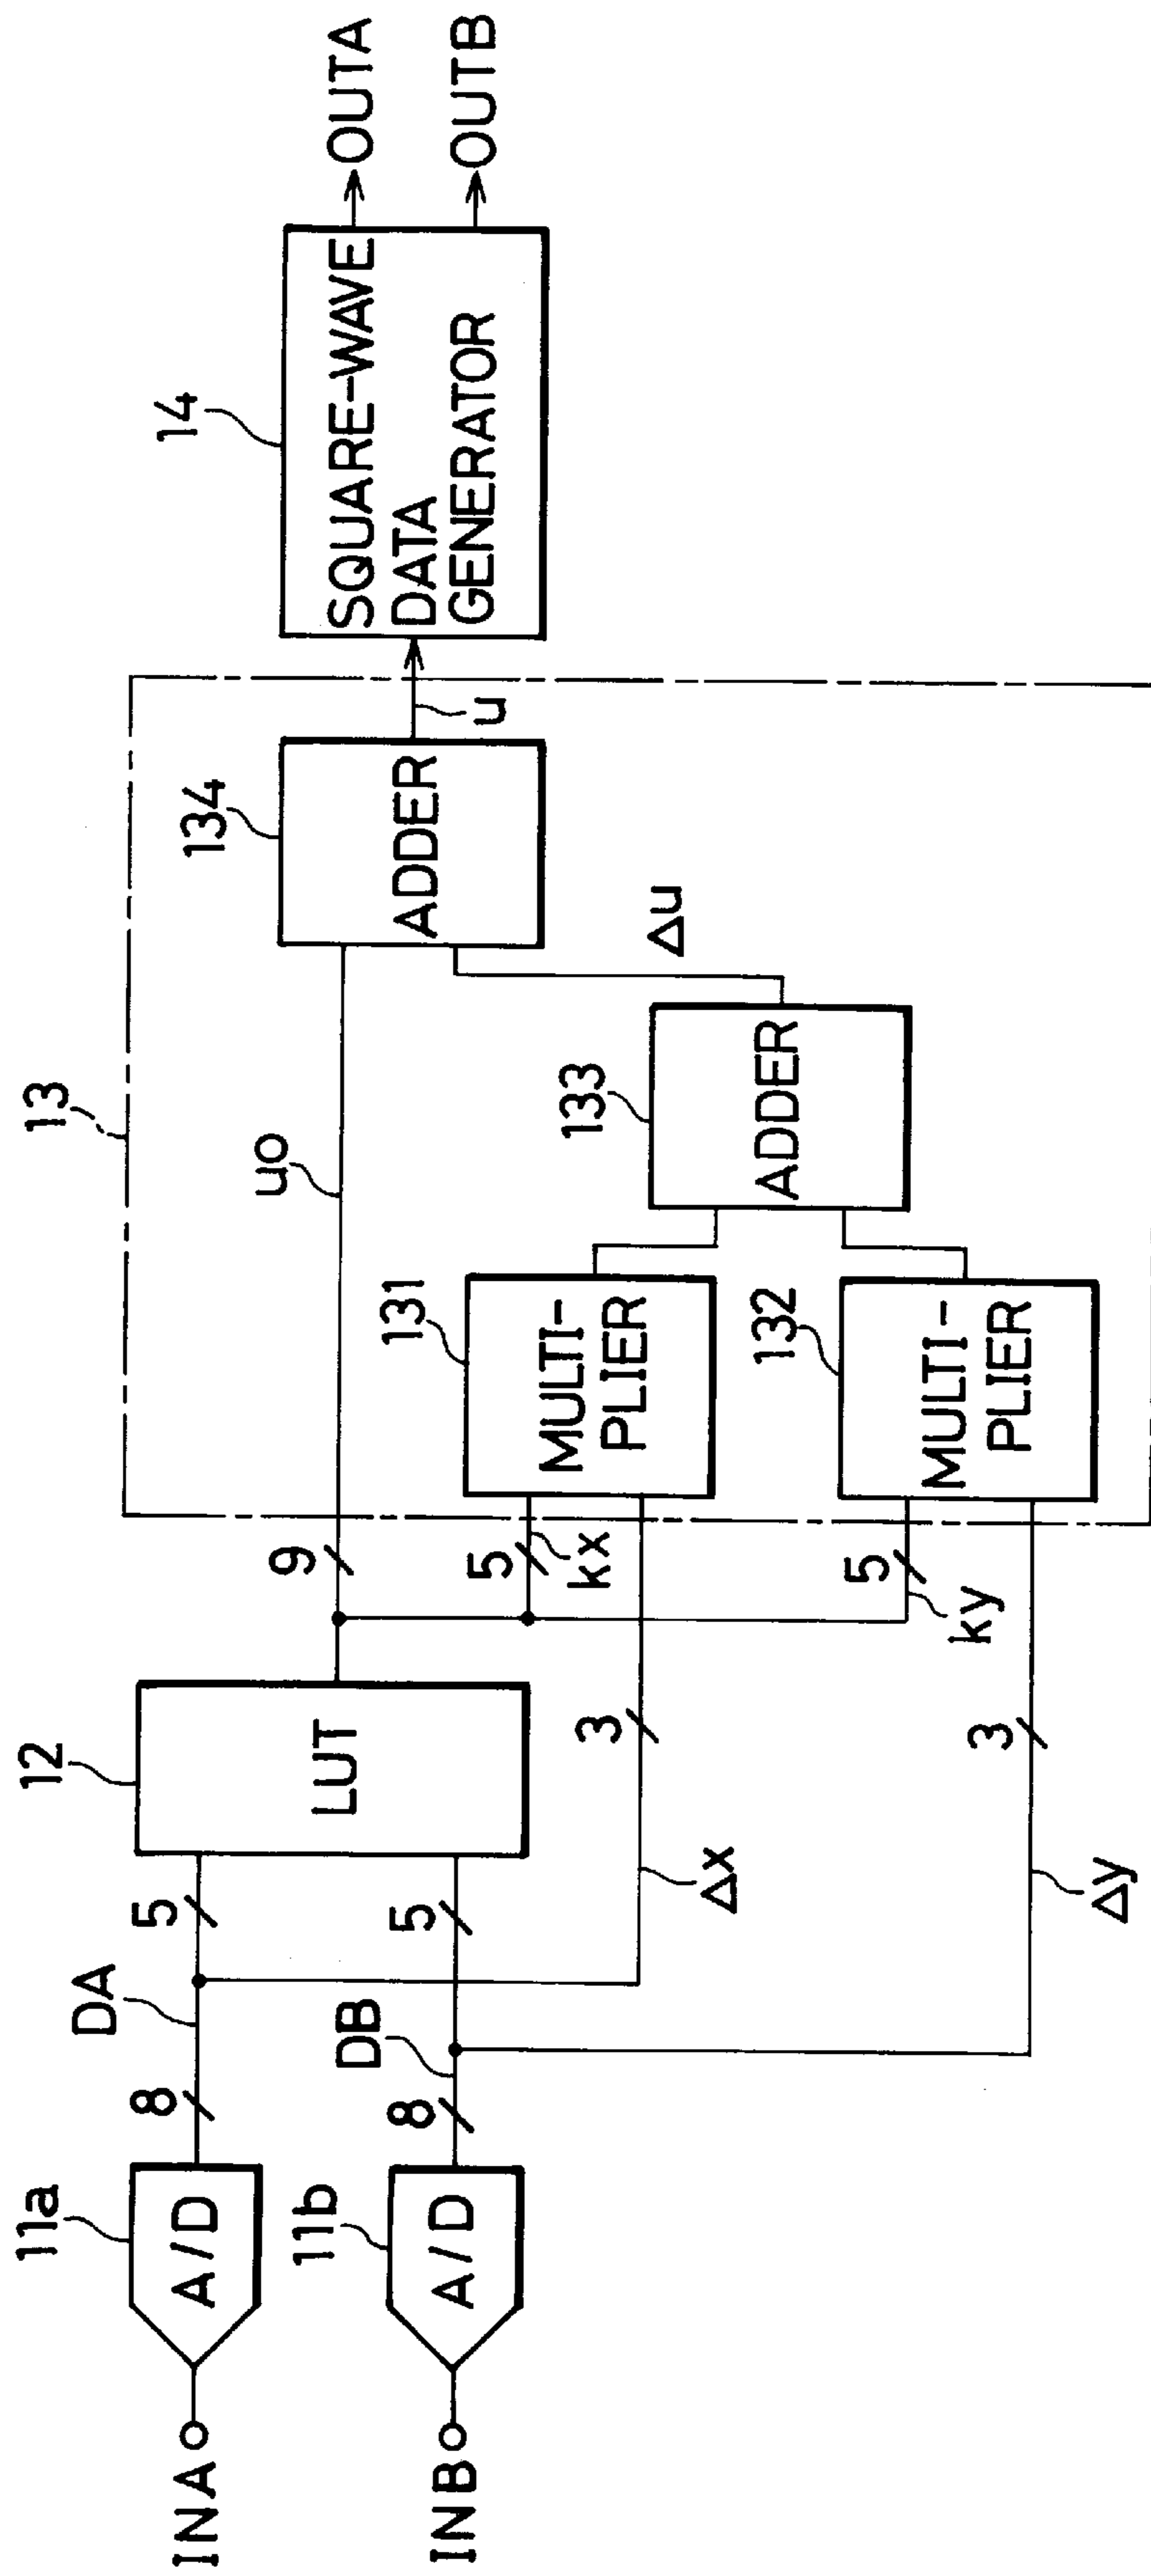 INA
11a
A/D
8
DA
5
INB
11b
A/D
8
DB
5
12
LUT
Δx
3
Δy
3
9
5
kx
5
ky
13
uo
131
MULTI-
PLIER
132
MULTI-
PLIER
133
ADDER
Δu
134
ADDER
u
14
SQUARE-WAVE
DATA
GENERATOR
OUTA
OUTB